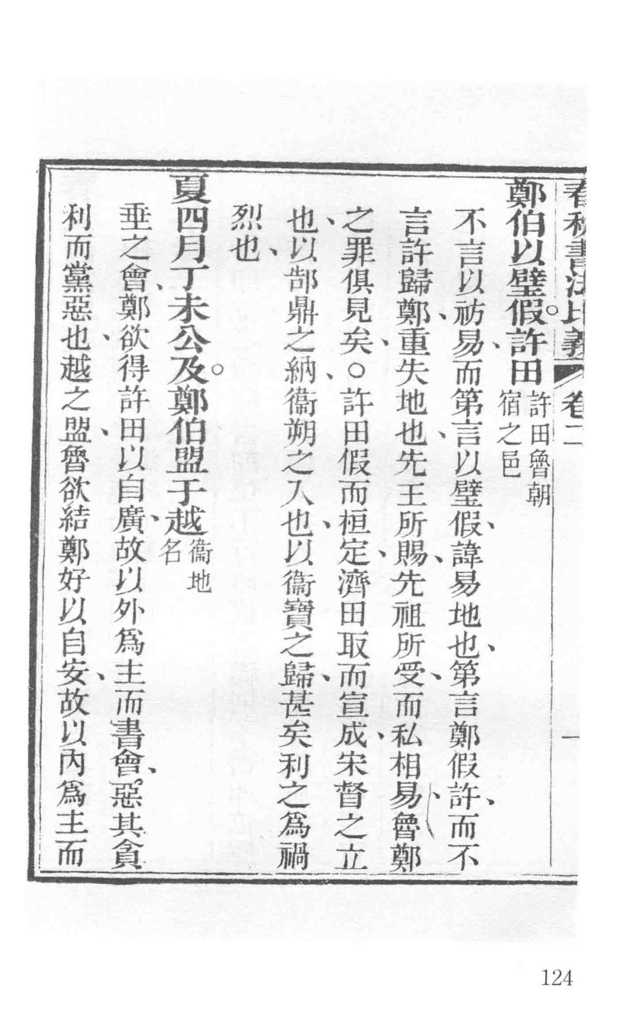 春秋書法比義 卷二 一
鄭伯以璧假許田 許田魯朝
宿之邑
不言以祊易而第言以璧假諱易地也第言鄭假許而不
言許歸鄭重失地也先王所賜先祖所受而私相易魯鄭
之罪俱見矣○許田假而桓定濟田取而宣成宋督之立
也以郜鼎之納衞朔之入也以衞寶之歸甚矣利之爲禍
烈也
夏四月丁未公及鄭伯盟于越 衞地
名
垂之會鄭欲得許田以自廣故以外爲主而書會惡其貪
利而黨惡也越之盟魯欲結鄭好以自安故以內爲主而
124